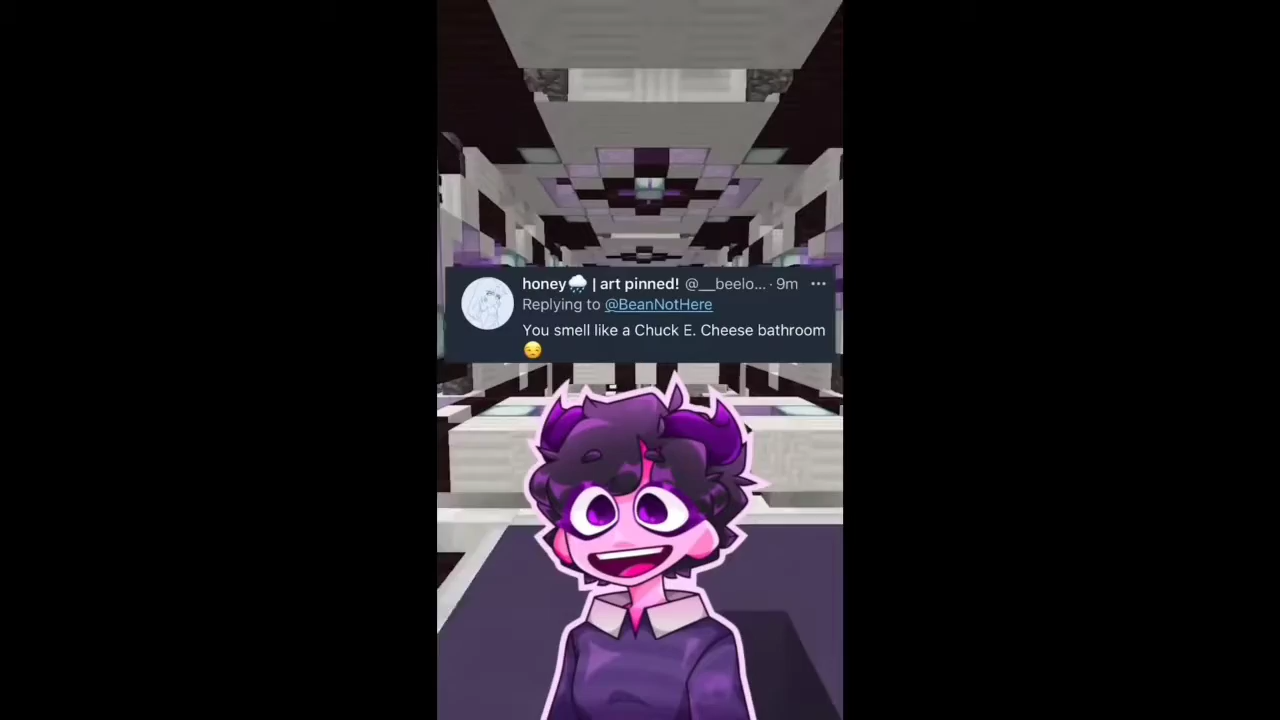 honey🌧️ | art pinned! @__beelo... · 9m
Replying to @BeanNotHere
You smell like a Chuck E. Cheese bathroom
😔